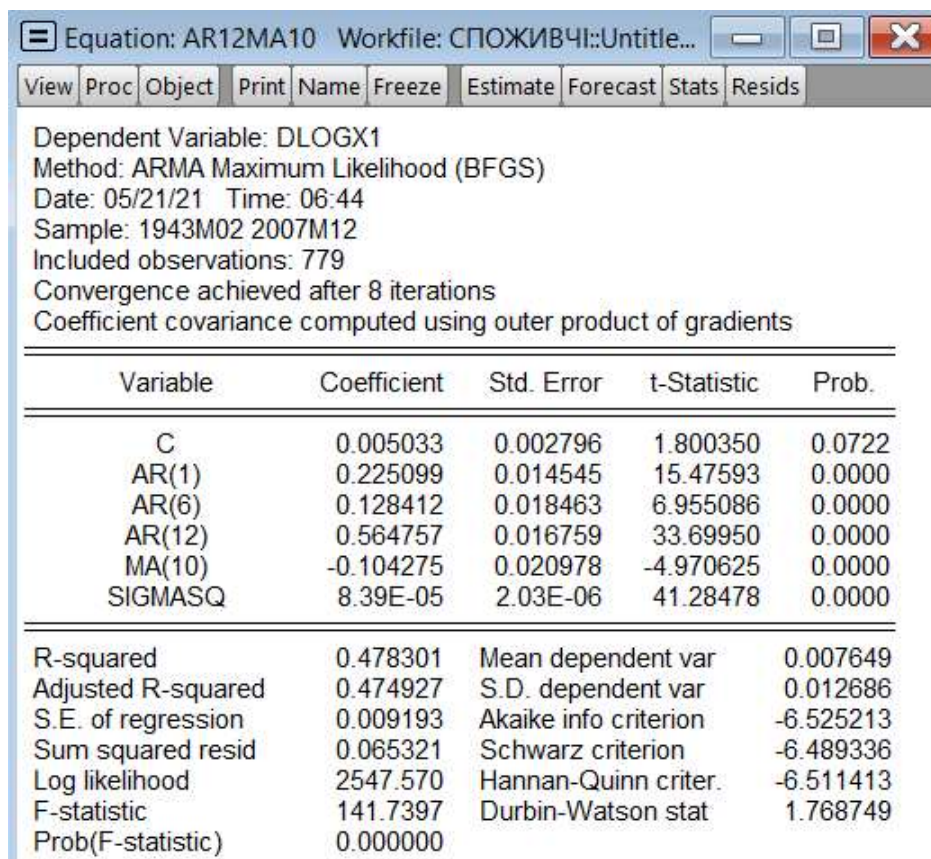 Equation: AR12MA10 Workfile: СПОЖИВЧІ::Untitle...
View Proc Object Print Name Freeze Estimate Forecast Stats Resids
Dependent Variable: DLOGX1
Method: ARMA Maximum Likelihood (BFGS)
Date: 05/21/21 Time: 06:44
Sample: 1943M02 2007M12
Included observations: 779
Convergence achieved after 8 iterations
Coefficient covariance computed using outer product of gradients
Variable Coefficient Std. Error t-Statistic Prob.
C 0.005033 0.002796 1.800350 0.0722
AR(1) 0.225099 0.014545 15.47593 0.0000
AR(6) 0.128412 0.018463 6.955086 0.0000
AR(12) 0.564757 0.016759 33.69950 0.0000
MA(10) -0.104275 0.020978 -4.970625 0.0000
SIGMASQ 8.39E-05 2.03E-06 41.28478 0.0000
R-squared 0.478301 Mean dependent var 0.007649
Adjusted R-squared 0.474927 S.D. dependent var 0.012686
S.E. of regression 0.009193 Akaike info criterion -6.525213
Sum squared resid 0.065321 Schwarz criterion -6.489336
Log likelihood 2547.570 Hannan-Quinn criter. -6.511413
F-statistic 141.7397 Durbin-Watson stat 1.768749
Prob(F-statistic) 0.000000